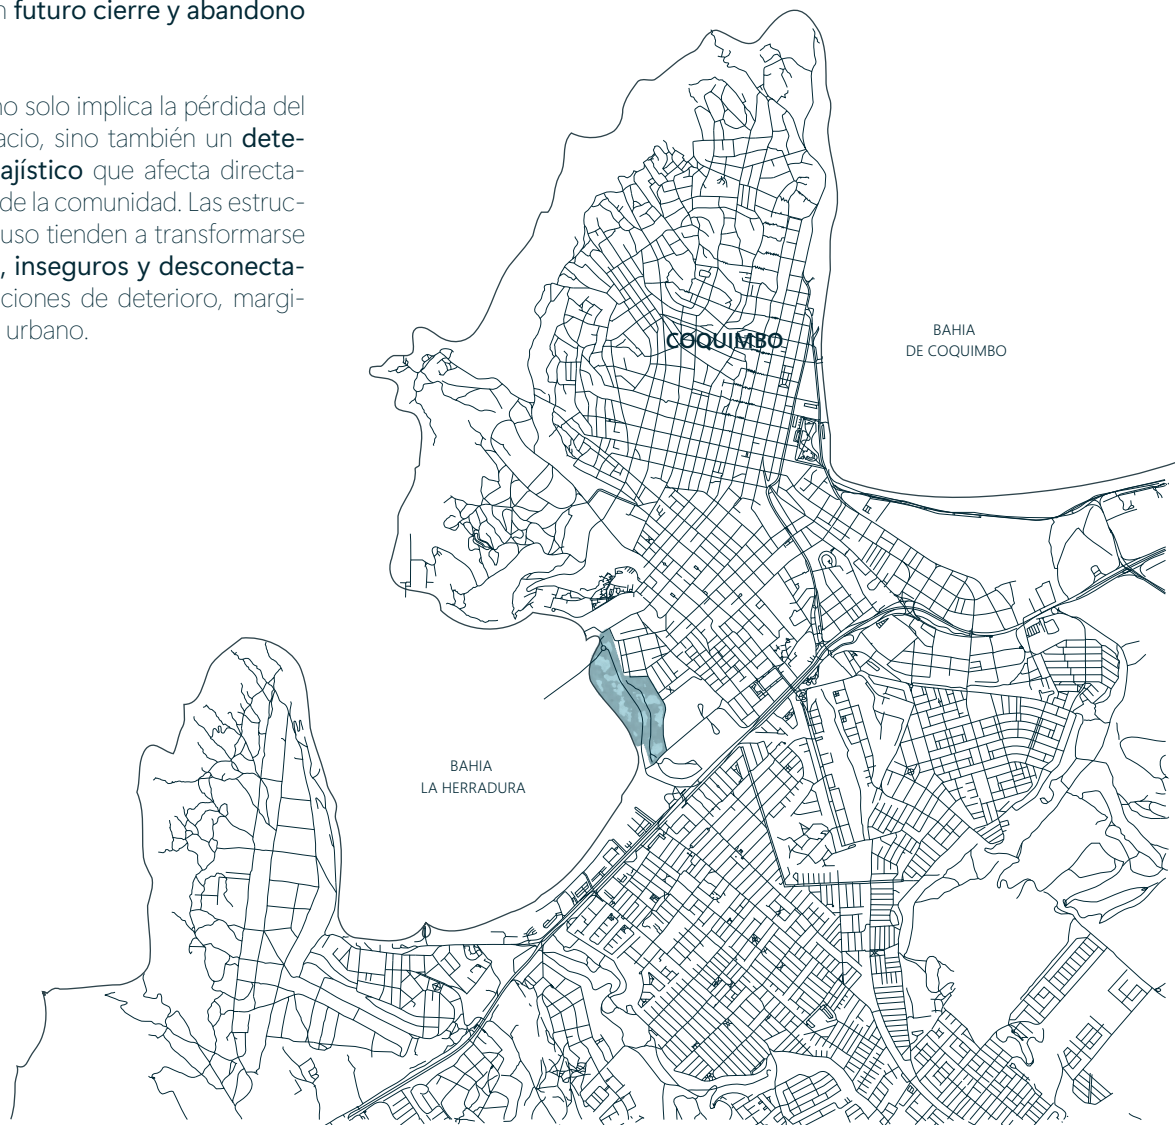 n futuro cierre y abandono
no solo implica la pérdida del
acio, sino también un dete-
ajístico que afecta directa-
de la comunidad. Las estruc-
uso tienden a transformarse
, inseguros y desconecta-
ciones de deterioro, margi-
urbano.
COQUIMBO
BAHIA
DE COQUIMBO
BAHIA
LA HERRADURA